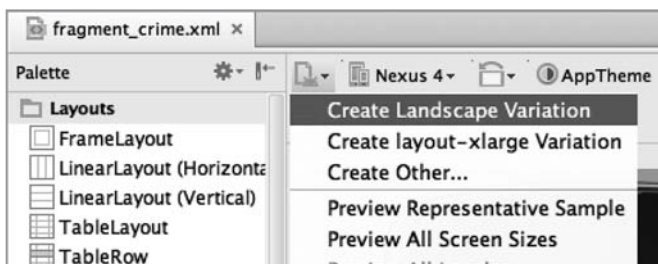 fragment_crime.xml
Palette
Nexus 4
AppTheme
Layouts
FrameLayout
LinearLayout (Horizonta
LinearLayout (Vertical)
TableLayout
TableRow
Create Landscape Variation
Create layout-xlarge Variation
Create Other...
Preview Representative Sample
Preview All Screen Sizes